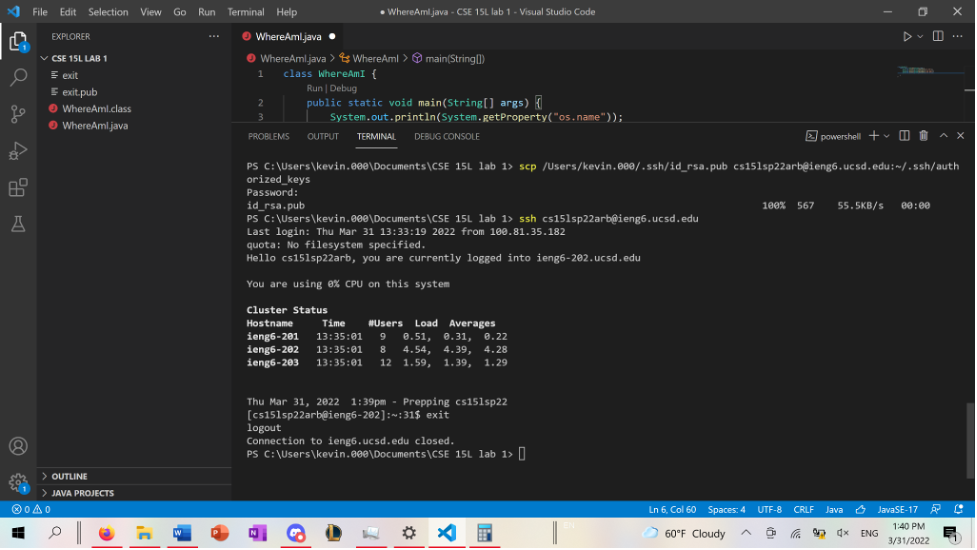 File Edit Selection View Go Run Terminal Help
● WhereAmI.java - CSE 15L lab 1 - Visual Studio Code
EXPLORER ···
CSE 15L LAB 1
exit
exit.pub
WhereAmI.class
WhereAmI.java
OUTLINE
JAVA PROJECTS
1
1
WhereAmI.java ●
WhereAmI.java > WhereAmI > main(String[])
1 class WhereAmI {
Run | Debug
2 public static void main(String[] args) {
3 System.out.println(System.getProperty("os.name"));
PROBLEMS OUTPUT TERMINAL DEBUG CONSOLE
powershell
PS C:\Users\kevin.000\Documents\CSE 15L lab 1> scp /Users/kevin.000/.ssh/id_rsa.pub cs15lsp22arb@ieng6.ucsd.edu:~/.ssh/auth
orized_keys
Password:
id_rsa.pub 100% 567 55.5KB/s 00:00
PS C:\Users\kevin.000\Documents\CSE 15L lab 1> ssh cs15lsp22arb@ieng6.ucsd.edu
Last login: Thu Mar 31 13:33:19 2022 from 100.81.35.182
quota: No filesystem specified.
Hello cs15lsp22arb, you are currently logged into ieng6-202.ucsd.edu
You are using 0% CPU on this system
Cluster Status
Hostname Time #Users Load Averages
ieng6-201 13:35:01 9 0.51, 0.31, 0.22
ieng6-202 13:35:01 8 4.54, 4.39, 4.28
ieng6-203 13:35:01 12 1.59, 1.39, 1.29
Thu Mar 31, 2022 1:39pm - Prepping cs15lsp22
[cs15lsp22arb@ieng6-202]:~:31$ exit
logout
Connection to ieng6.ucsd.edu closed.
PS C:\Users\kevin.000\Documents\CSE 15L lab 1>
0 0
Ln 6, Col 60 Spaces: 4 UTF-8 CRLF Java JavaSE-17
60°F Cloudy
ENG
1:40 PM
3/31/2022
1